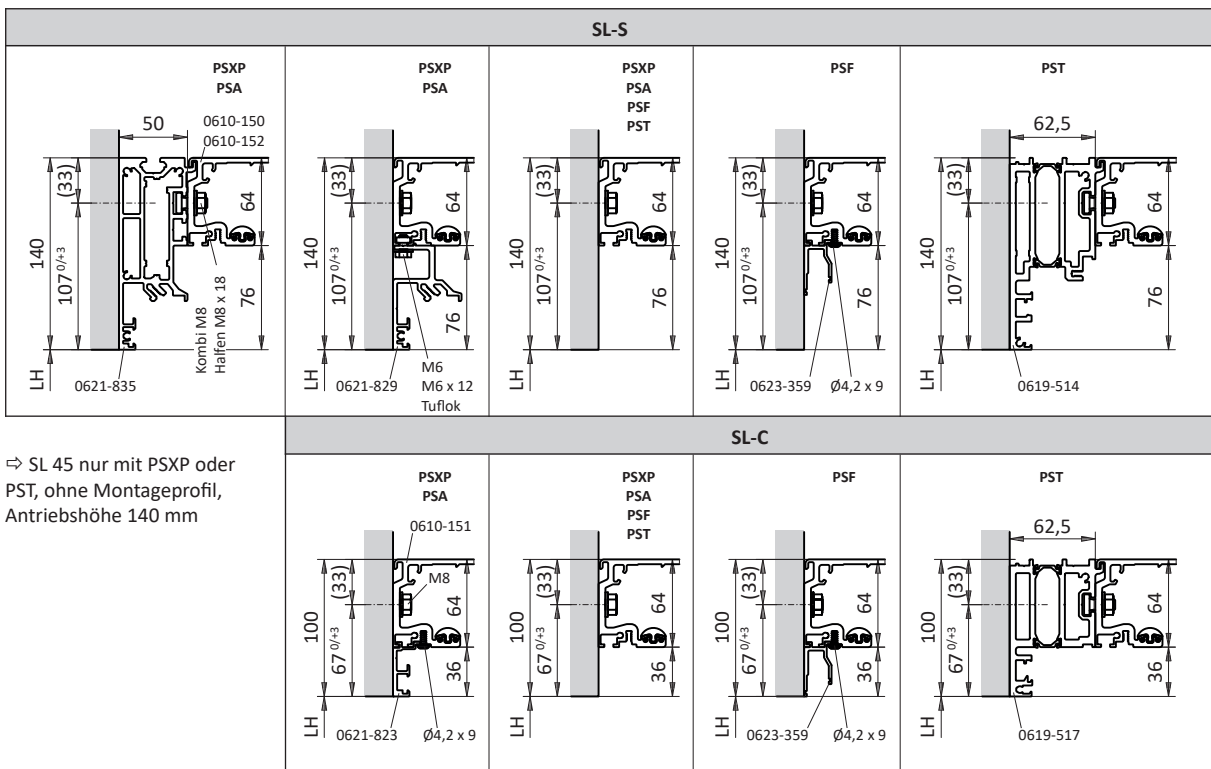 SL-S
PSXP
PSA
50
0610-150
0610-152
(33)
64
140
107 0/+3
76
Kombi M8
Halfen M8 x 18
LH
0621-835
PSXP
PSA
(33)
64
140
107 0/+3
76
LH
0621-829
M6
M6 x 12
Tuflok
PSXP
PSA
PSF
PST
(33)
64
140
107 0/+3
76
LH
PSF
(33)
64
140
107 0/+3
76
LH
0623-359
Ø4,2 x 9
PST
62,5
(33)
64
140
107 0/+3
76
LH
0619-514
⇨ SL 45 nur mit PSXP oder
PST, ohne Montageprofil,
Antriebshöhe 140 mm
SL-C
PSXP
PSA
0610-151
M8
(33)
64
100
67 0/+3
36
LH
0621-823
Ø4,2 x 9
PSXP
PSA
PSF
PST
(33)
64
100
67 0/+3
36
LH
PSF
(33)
64
100
67 0/+3
36
LH
0623-359
Ø4,2 x 9
PST
62,5
(33)
64
100
67 0/+3
36
LH
0619-517